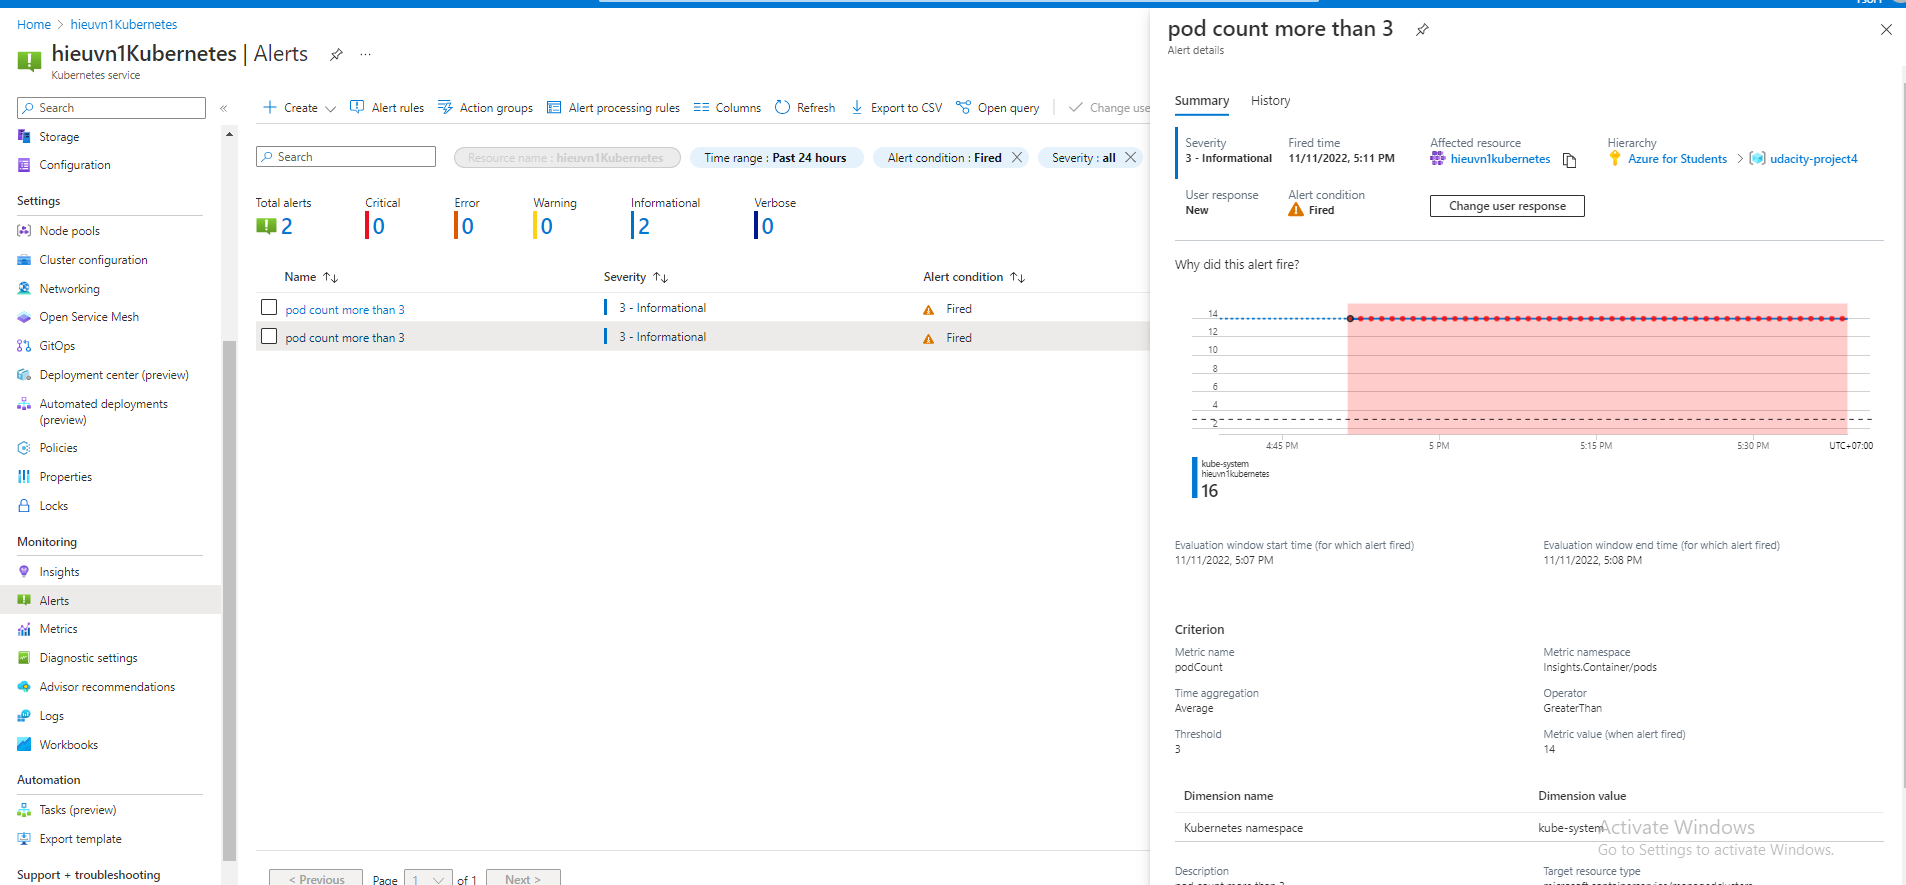 Home > hieuvn1Kubernetes
hieuvn1Kubernetes | Alerts
Kubernetes service
Search
Storage
Configuration
Settings
Node pools
Cluster configuration
Networking
Open Service Mesh
GitOps
Deployment center (preview)
Automated deployments
(preview)
Policies
Properties
Locks
Monitoring
Insights
Alerts
Metrics
Diagnostic settings
Advisor recommendations
Logs
Workbooks
Automation
Tasks (preview)
Export template
Support + troubleshooting
Create Alert rules Action groups Alert processing rules Columns Refresh Export to CSV Open query Change use
Search Resource name : hieuvn1Kubernetes Time range : Past 24 hours Alert condition : Fired Severity : all
Total alerts Critical Error Warning Informational Verbose
2 0 0 0 2 0
Name Severity Alert condition
pod count more than 3 3 - Informational Fired
pod count more than 3 3 - Informational Fired
< Previous Page 1 of 1 Next >
pod count more than 3
Alert details
Summary History
Severity Fired time Affected resource Hierarchy
3 - Informational 11/11/2022, 5:11 PM hieuvn1kubernetes Azure for Students > udacity-project4
User response Alert condition
New Fired Change user response
Why did this alert fire?
14
12
10
8
6
4
2
4:45 PM 5 PM 5:15 PM 5:30 PM UTC+07:00
kube-system
hieuvn1kubernetes
16
Evaluation window start time (for which alert fired) Evaluation window end time (for which alert fired)
11/11/2022, 5:07 PM 11/11/2022, 5:08 PM
Criterion
Metric name Metric namespace
podCount Insights.Container/pods
Time aggregation Operator
Average GreaterThan
Threshold Metric value (when alert fired)
3 14
Dimension name Dimension value
Kubernetes namespace kube-system
Activate Windows
Go to Settings to activate Windows.
Description Target resource type
pod count more than 3 microsoft.containerservice/managedclusters